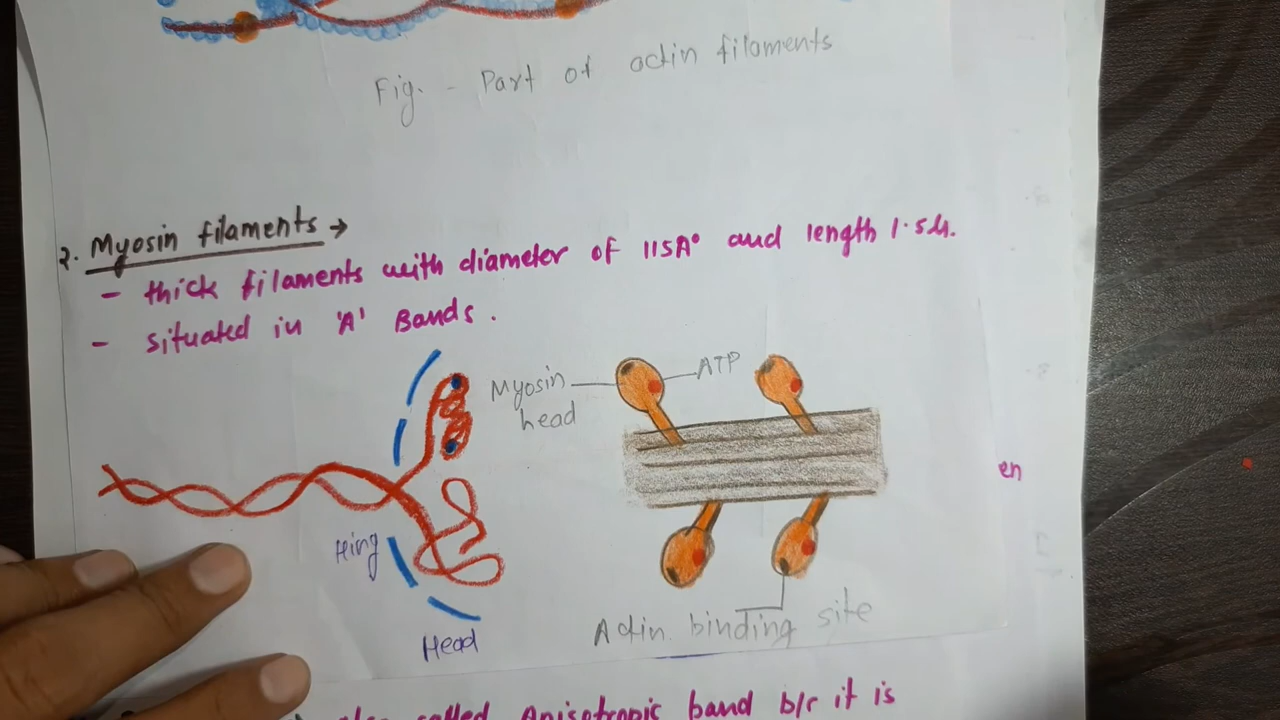 Fig. - Part of actin filaments
2. Myosin filaments →
- thick filaments with diameter of 115A° and length 1.5μ.
- situated in 'A' Bands.
Myosin head
ATP
Hing
Head
Actin binding site
en
also called Anisotropic band b/c it is